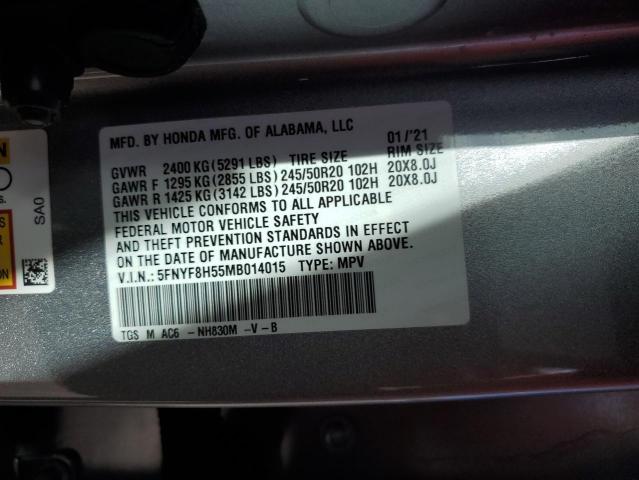 MFD. BY HONDA MFG. OF ALABAMA, LLC 01/'21
GVWR 2400 KG(5291 LBS) TIRE SIZE RIM SIZE
GAWR F 1295 KG(2855 LBS) 245/50R20 102H 20X8.0J
GAWR R 1425 KG(3142 LBS) 245/50R20 102H 20X8.0J
THIS VEHICLE CONFORMS TO ALL APPLICABLE
FEDERAL MOTOR VEHICLE SAFETY
AND THEFT PREVENTION STANDARDS IN EFFECT
ON THE DATE OF MANUFACTURE SHOWN ABOVE.
V.I.N.: 5FNYF8H55MB014015 TYPE: MPV
TGS M AC6 - NH830M -V-B
SA0